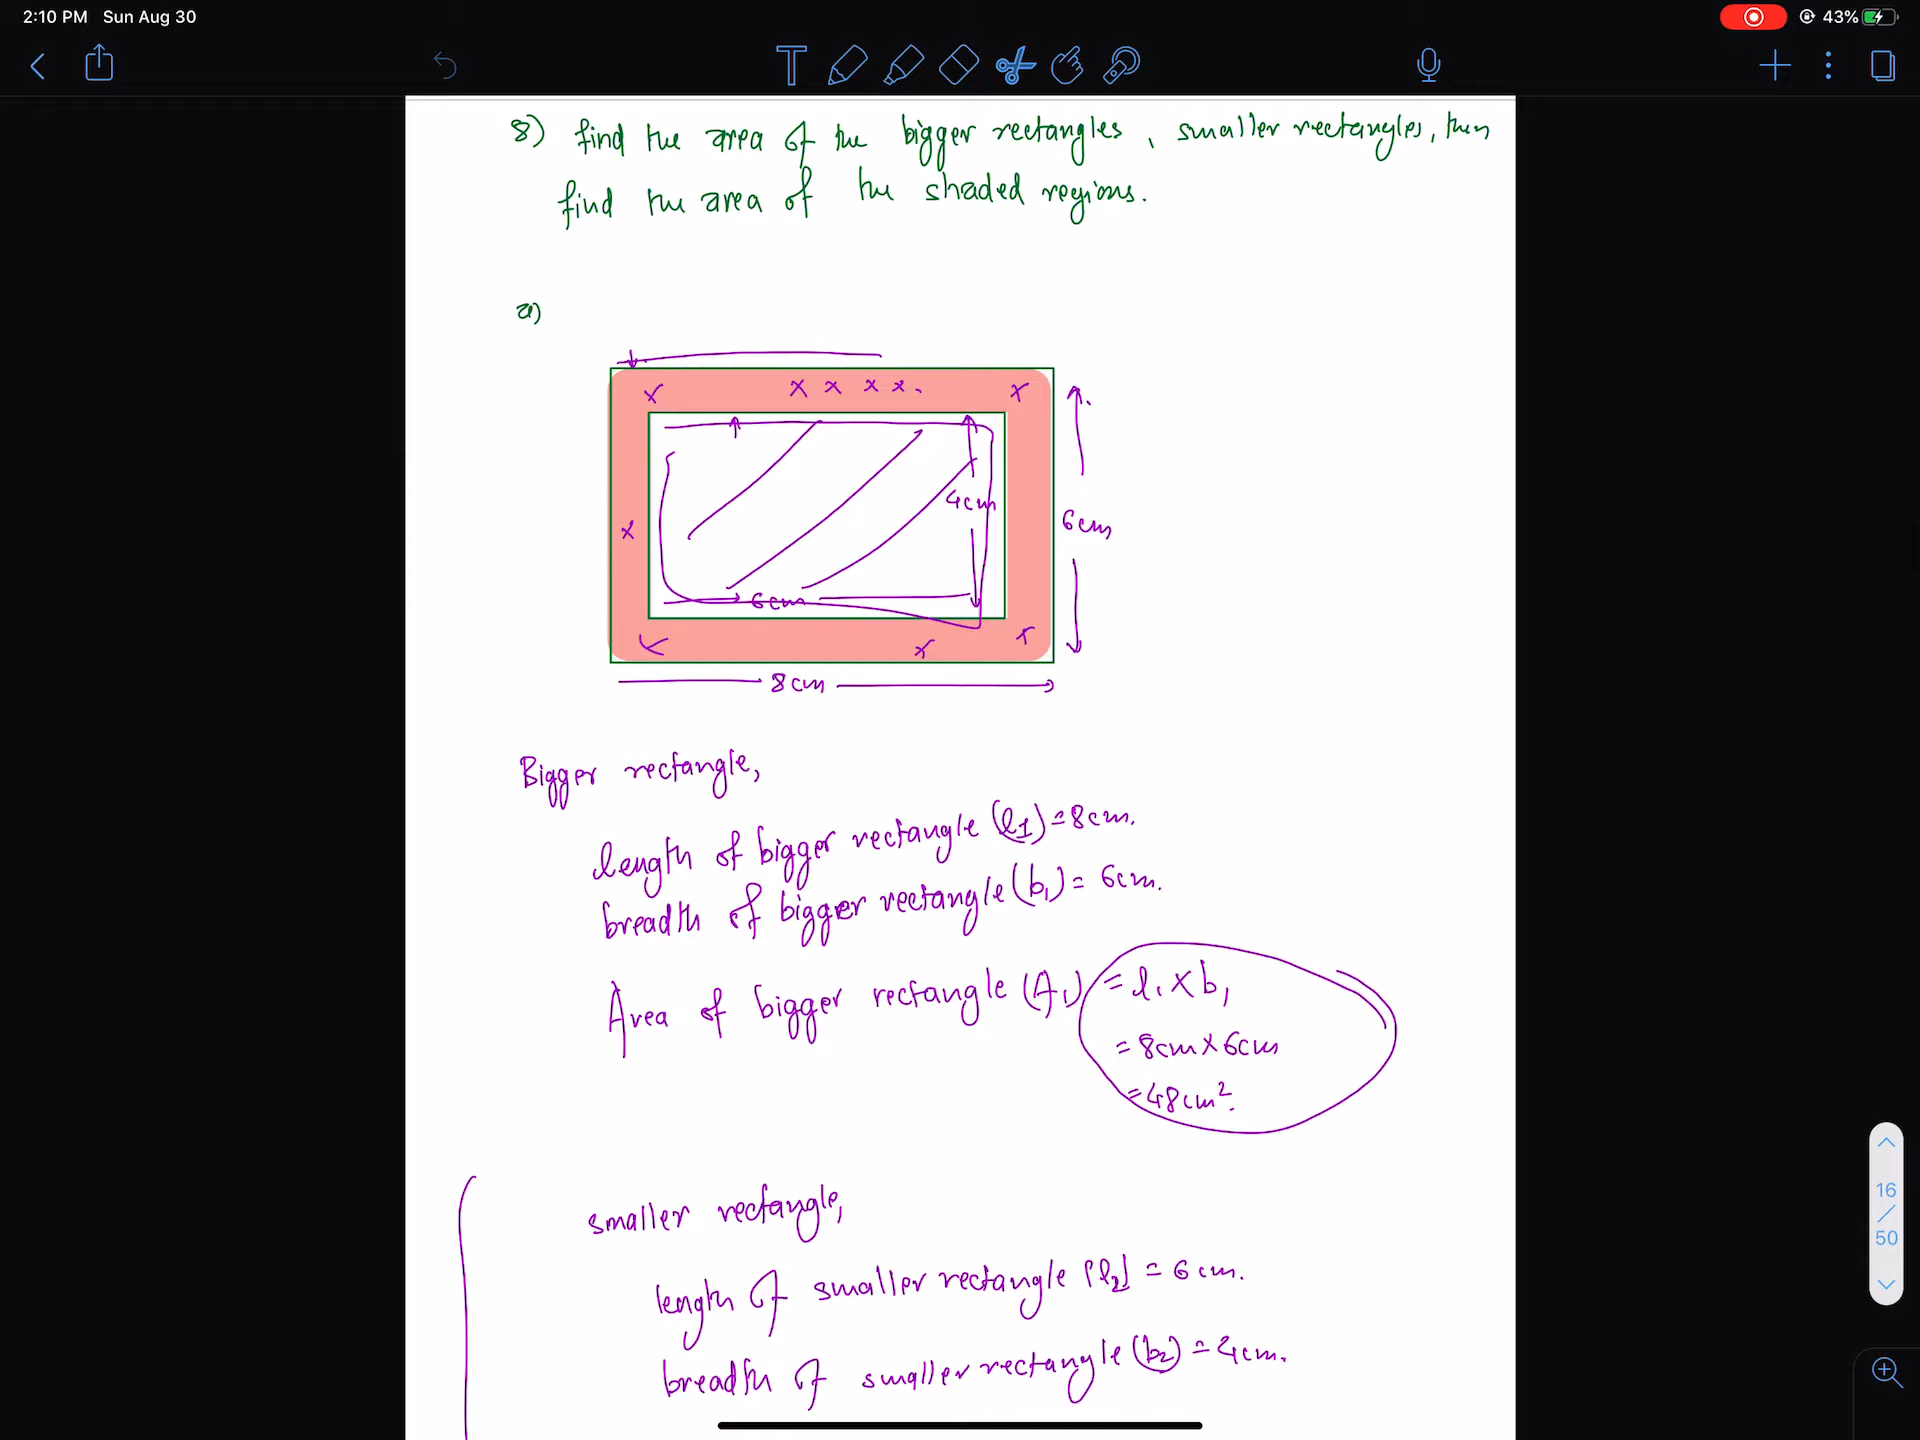 2:10 PM Sun Aug 30
43%
8) find the area of the bigger rectangles, smaller rectangles, then
find the area of the shaded regions.
a)
x x x x x x
4cm
6cm
x
6cm
x x
8cm
Bigger rectangle,
length of bigger rectangle (l1) = 8cm.
breadth of bigger rectangle (b1) = 6cm.
Area of bigger rectangle (A1) = l1 x b1
= 8cm x 6cm
= 48cm².
smaller rectangle,
length of smaller rectangle [l2] = 6cm.
breadth of smaller rectangle (b2) = 4cm.
16
/
50